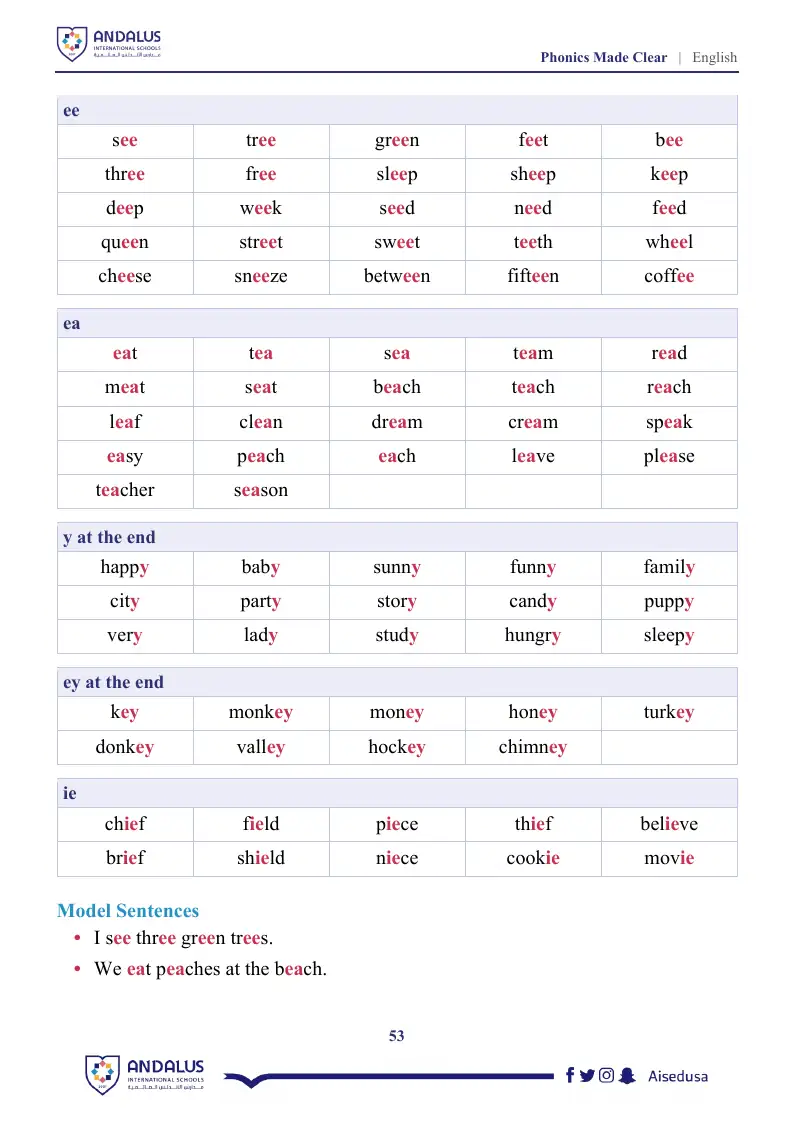 ANDALUS
INTERNATIONAL SCHOOLS
Phonics Made Clear | English
ee
see tree green feet bee
three free sleep sheep keep
deep week seed need feed
queen street sweet teeth wheel
cheese sneeze between fifteen coffee
ea
eat tea sea team read
meat seat beach teach reach
leaf clean dream cream speak
easy peach each leave please
teacher season
y at the end
happy baby sunny funny family
city party story candy puppy
very lady study hungry sleepy
ey at the end
key monkey money honey turkey
donkey valley hockey chimney
ie
chief field piece thief believe
brief shield niece cookie movie
Model Sentences
• I see three green trees.
• We eat peaches at the beach.
53
ANDALUS
INTERNATIONAL SCHOOLS
Aisedusa